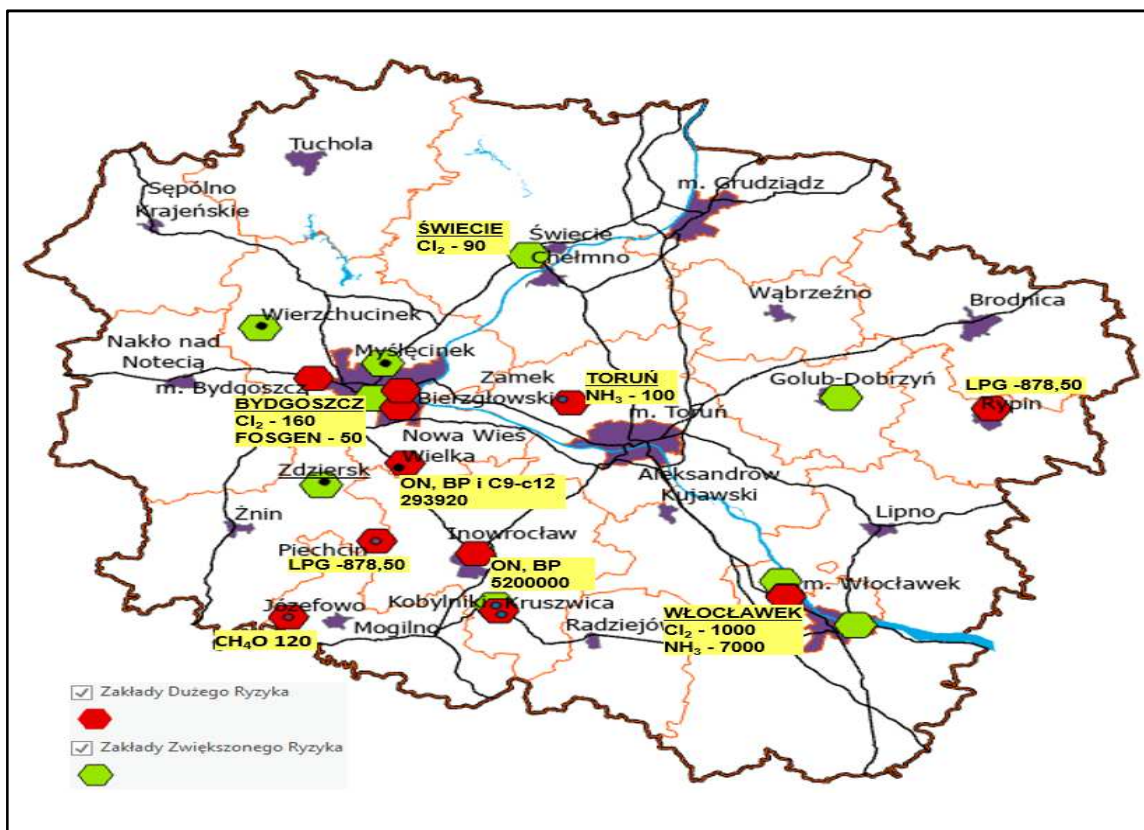 Tuchola
Sępólno
Krajeńskie
m. Grudziądz
ŚWIECIE
Cl₂ - 90
Świecie
Chełmno
Wąbrzeźno
Brodnica
Wierzchucinek
Nakło nad
Notecią
Myślęcinek
m. Bydgoszcz
Zamek
Bierzgłowski
TORUŃ
NH₃ - 100
m. Toruń
Golub-Dobrzyń
LPG -878,50
Rypin
BYDGOSZCZ
Cl₂ - 160
FOSGEN - 50
Nowa Wieś
Wielka
ON, BP i C9-c12
293920
Zdziersk
Żnin
Aleksandrów
Kujawski
Lipno
Piechcin
LPG -878,50
Inowrocław
ON, BP
5200000
Kobylniki
Kruszwica
Józefowo
CH₄O 120
Mogilno
Radziejów
m. Włocławek
WŁOCŁAWEK
Cl₂ - 1000
NH₃ - 7000
Zakłady Dużego Ryzyka
Zakłady Zwiększonego Ryzyka